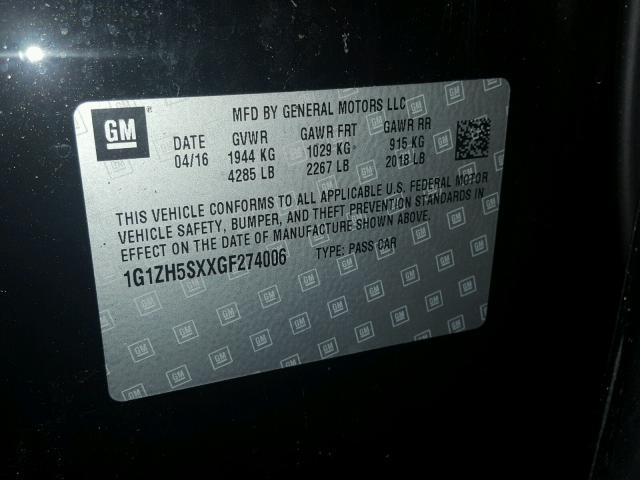 GM
MFD BY GENERAL MOTORS LLC
DATE GVWR GAWR FRT GAWR RR
04/16 1944 KG 1029 KG 915 KG
4285 LB 2267 LB 2018 LB
THIS VEHICLE CONFORMS TO ALL APPLICABLE U.S. FEDERAL MOTOR
VEHICLE SAFETY, BUMPER, AND THEFT PREVENTION STANDARDS IN
EFFECT ON THE DATE OF MANUFACTURE SHOWN ABOVE.
1G1ZH5SXXGF274006 TYPE: PASS CAR